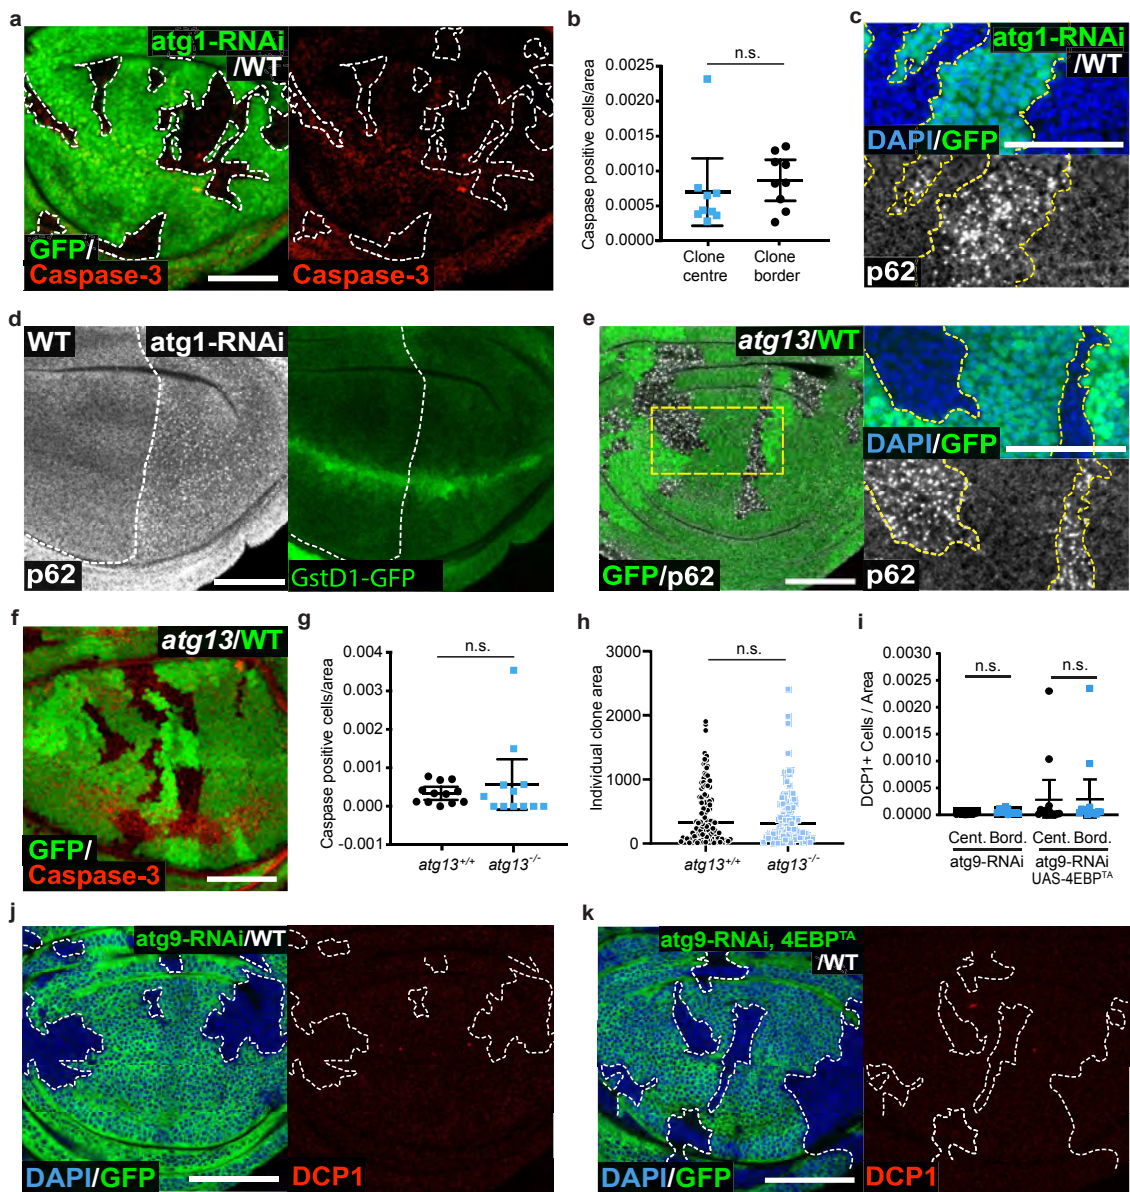 a
atg1-RNAi
/WT
GFP/
Caspase-3
Caspase-3
b
n.s.
Caspase positive cells/area
0.0025
0.0020
0.0015
0.0010
0.0005
0.0000
Clone centre
Clone border
c
atg1-RNAi
/WT
DAPI/GFP
p62
d
WT
atg1-RNAi
p62
GstD1-GFP
e
atg13/WT
GFP/p62
DAPI/GFP
p62
f
atg13/WT
GFP/
Caspase-3
g
n.s.
Caspase positive cells/area
0.004
0.003
0.002
0.001
0.000
-0.001
atg13+/+
atg13-/-
h
n.s.
Individual clone area
3000
2000
1000
0
atg13+/+
atg13-/-
i
n.s.
n.s.
DCP1+ Cells / Area
0.0030
0.0025
0.0020
0.0015
0.0010
0.0005
0.0000
Cent. Bord.
Cent. Bord.
atg9-RNAi
atg9-RNAi
UAS-4EBPTA
j
atg9-RNAi/WT
DAPI/GFP
DCP1
k
atg9-RNAi, 4EBPTA
/WT
DAPI/GFP
DCP1